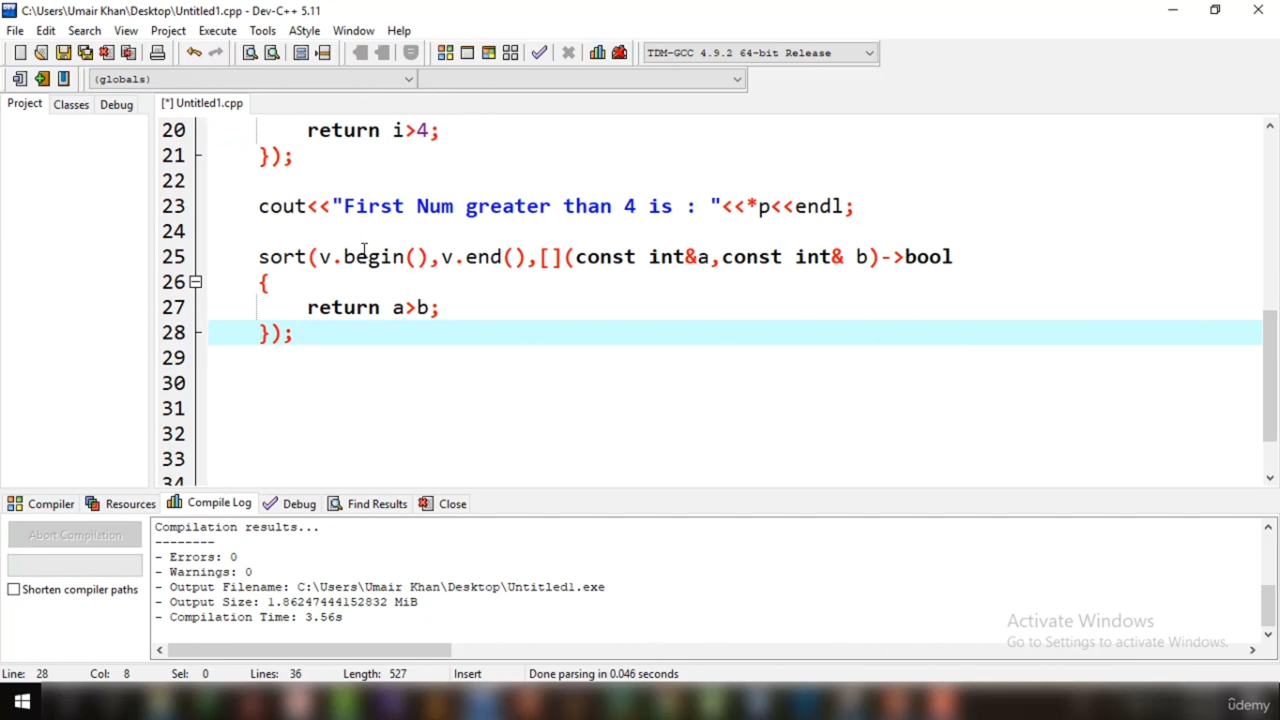 C:\Users\Umair Khan\Desktop\Untitled1.cpp - Dev-C++ 5.11
File Edit Search View Project Execute Tools AStyle Window Help
TDM-GCC 4.9.2 64-bit Release
(globals)
Project Classes Debug [*] Untitled1.cpp
20 return i>4;
21 });
22
23 cout<<"First Num greater than 4 is : "<<*p<<endl;
24
25 sort(v.begin(),v.end(),[](const int&a,const int& b)->bool
26 {
27 return a>b;
28 });
29
30
31
32
33
34
Compiler Resources Compile Log Debug Find Results Close
Abort Compilation
Shorten compiler paths
Compilation results...
--------
- Errors: 0
- Warnings: 0
- Output Filename: C:\Users\Umair Khan\Desktop\Untitled1.exe
- Output Size: 1.86247444152832 MiB
- Compilation Time: 3.56s
Activate Windows
Go to Settings to activate Windows.
Line: 28 Col: 8 Sel: 0 Lines: 36 Length: 527 Insert Done parsing in 0.046 seconds
ûdemy